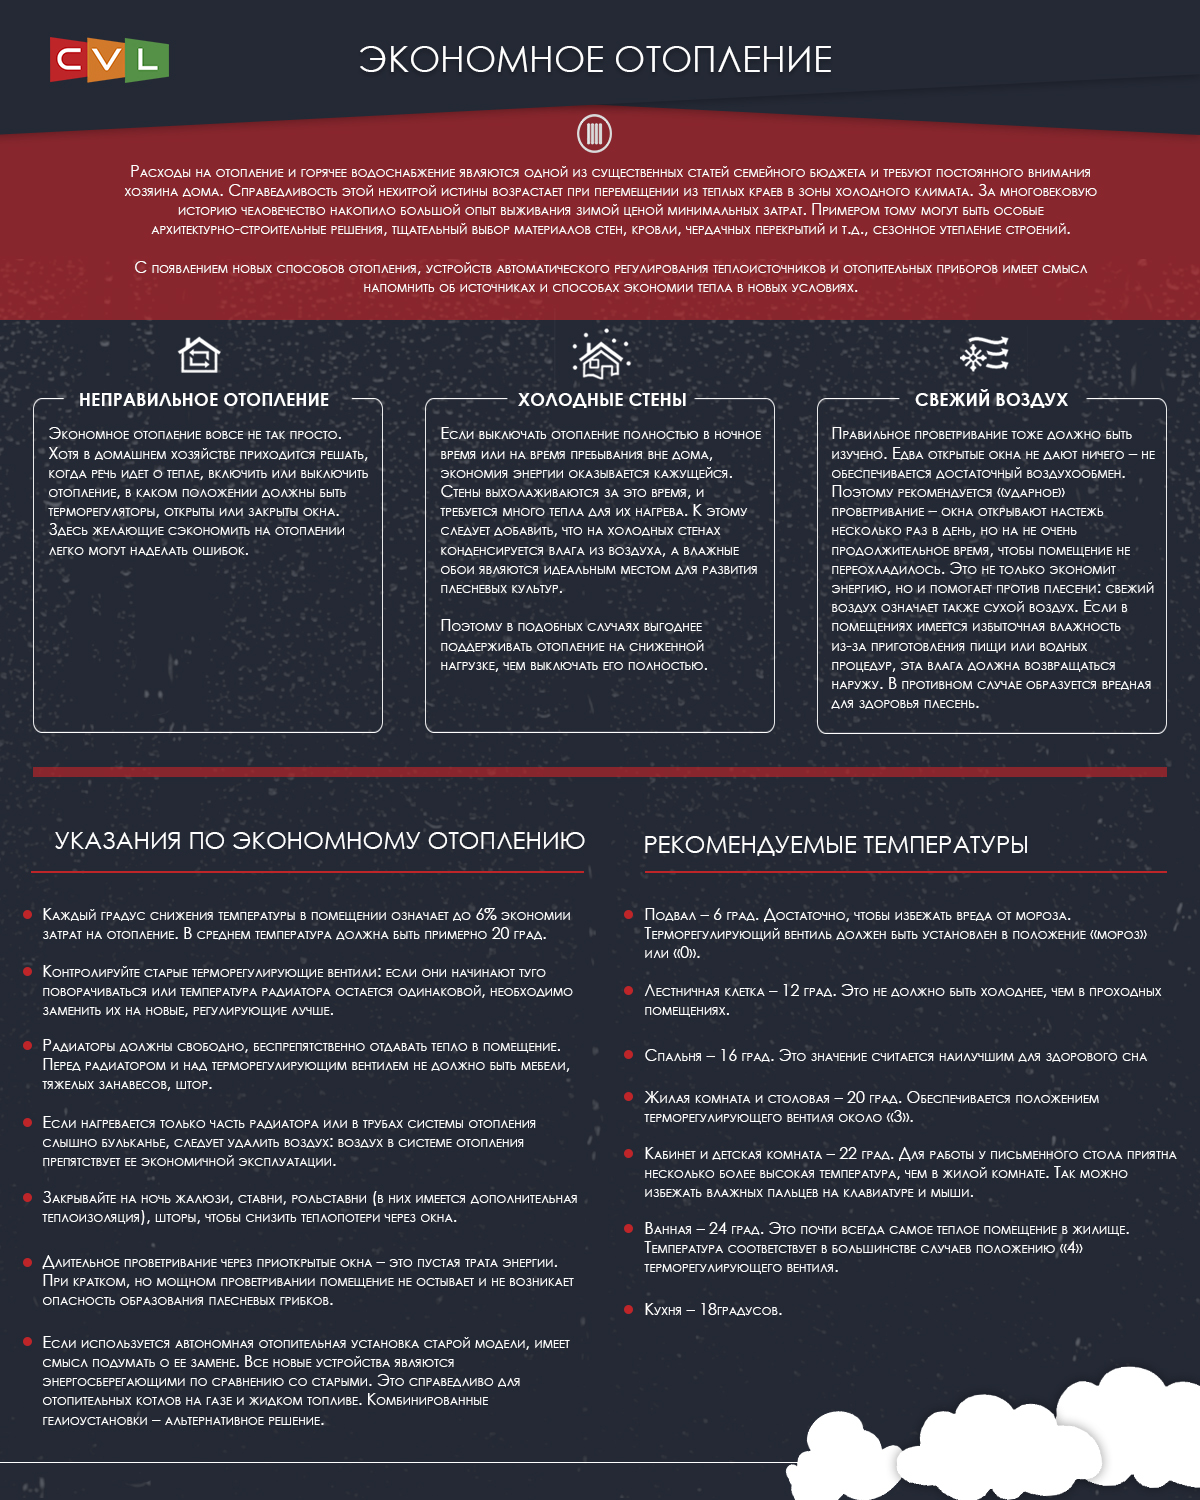 CVL
ЭКОНОМНОЕ ОТОПЛЕНИЕ
Расходы на отопление и горячее водоснабжение являются одной из существенных статей семейного бюджета и требуют постоянного внимания
хозяина дома. Справедливость этой нехитрой истины возрастает при перемещении из теплых краев в зоны холодного климата. За многовековую
историю человечество накопило большой опыт выживания зимой ценой минимальных затрат. Примером тому могут быть особые
архитектурно-строительные решения, тщательный выбор материалов стен, кровли, чердачных перекрытий и т.д., сезонное утепление строений.
С появлением новых способов отопления, устройств автоматического регулирования теплоисточников и отопительных приборов имеет смысл
напомнить об источниках и способах экономии тепла в новых условиях.
НЕПРАВИЛЬНОЕ ОТОПЛЕНИЕ
Экономное отопление вовсе не так просто.
Хотя в домашнем хозяйстве приходится решать,
когда речь идет о тепле, включить или выключить
отопление, в каком положении должны быть
терморегуляторы, открыты или закрыты окна.
Здесь желающие сэкономить на отоплении
легко могут наделать ошибок.
ХОЛОДНЫЕ СТЕНЫ
Если выключать отопление полностью в ночное
время или на время пребывания вне дома,
экономия энергии оказывается кажущейся.
Стены выхолаживаются за это время, и
требуется много тепла для их нагрева. К этому
следует добавить, что на холодных стенах
конденсируется влага из воздуха, а влажные
обои являются идеальным местом для развития
плесневых культур.
Поэтому в подобных случаях выгоднее
поддерживать отопление на сниженной
нагрузке, чем выключать его полностью.
СВЕЖИЙ ВОЗДУХ
Правильное проветривание тоже должно быть
изучено. Едва открытые окна не дают ничего – не
обеспечивается достаточный воздухообмен.
Поэтому рекомендуется «ударное»
проветривание – окна открывают настежь
несколько раз в день, но на не очень
продолжительное время, чтобы помещение не
переохладилось. Это не только экономит
энергию, но и помогает против плесени: свежий
воздух означает также сухой воздух. Если в
помещениях имеется избыточная влажность
из-за приготовления пищи или водных
процедур, эта влага должна возвращаться
наружу. В противном случае образуется вредная
для здоровья плесень.
УКАЗАНИЯ ПО ЭКОНОМНОМУ ОТОПЛЕНИЮ
Каждый градус снижения температуры в помещении означает до 6% экономии
затрат на отопление. В среднем температура должна быть примерно 20 град.
Контролируйте старые терморегулирующие вентили: если они начинают туго
поворачиваться или температура радиатора остается одинаковой, необходимо
заменить их на новые, регулирующие лучше.
Радиаторы должны свободно, беспрепятственно отдавать тепло в помещение.
Перед радиатором и над терморегулирующим вентилем не должно быть мебели,
тяжелых занавесов, штор.
Если нагревается только часть радиатора или в трубах системы отопления
слышно бульканье, следует удалить воздух: воздух в системе отопления
препятствует ее экономичной эксплуатации.
Закрывайте на ночь жалюзи, ставни, рольставни (в них имеется дополнительная
теплоизоляция), шторы, чтобы снизить теплопотери через окна.
Длительное проветривание через приоткрытые окна – это пустая трата энергии.
При кратком, но мощном проветривании помещение не остывает и не возникает
опасность образования плесневых грибков.
Если используется автономная отопительная установка старой модели, имеет
смысл подумать о ее замене. Все новые устройства являются
энергосберегающими по сравнению со старыми. Это справедливо для
отопительных котлов на газе и жидком топливе. Комбинированные
гелиоустановки – альтернативное решение.
РЕКОМЕНДУЕМЫЕ ТЕМПЕРАТУРЫ
Подвал – 6 град. Достаточно, чтобы избежать вреда от мороза.
Терморегулирующий вентиль должен быть установлен в положение «мороз»
или «0».
Лестничная клетка – 12 град. Это не должно быть холоднее, чем в проходных
помещениях.
Спальня – 16 град. Это значение считается наилучшим для здорового сна
Жилая комната и столовая – 20 град. Обеспечивается положением
терморегулирующего вентиля около «3».
Кабинет и детская комната – 22 град. Для работы у письменного стола приятна
несколько более высокая температура, чем в жилой комнате. Так можно
избежать влажных пальцев на клавиатуре и мыши.
Ванная – 24 град. Это почти всегда самое теплое помещение в жилище.
Температура соответствует в большинстве случаев положению «4»
терморегулирующего вентиля.
Кухня – 18градусов.